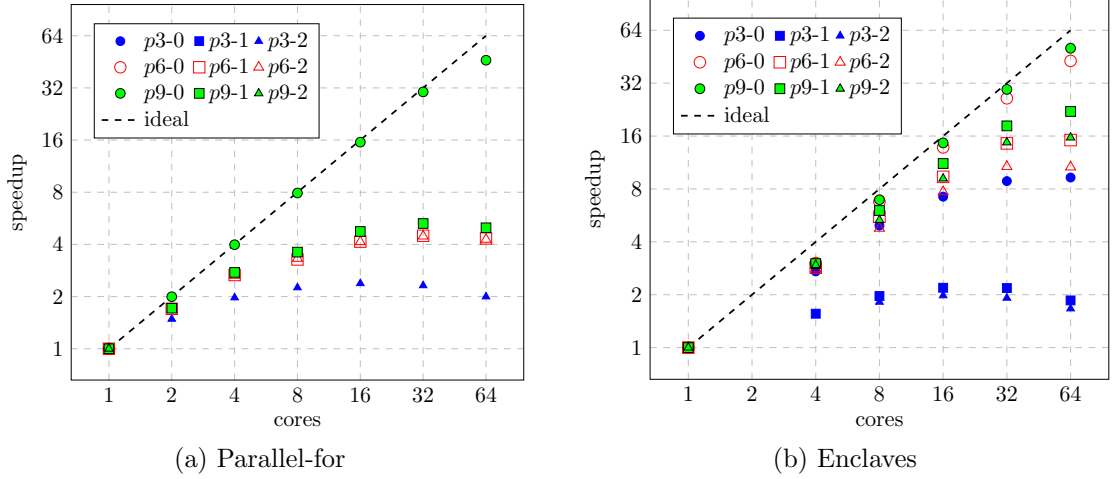 64
32
16
8
4
2
1
speedup
p3-0 p3-1 p3-2
p6-0 p6-1 p6-2
p9-0 p9-1 p9-2
ideal
1 2 4 8 16 32 64
cores
(a) Parallel-for
64
32
16
8
4
2
1
speedup
p3-0 p3-1 p3-2
p6-0 p6-1 p6-2
p9-0 p9-1 p9-2
ideal
1 2 4 8 16 32 64
cores
(b) Enclaves